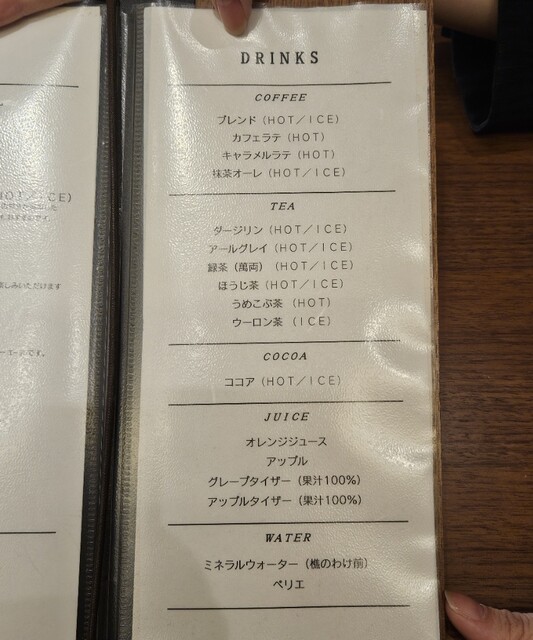 HOT／ICE)
DRINKS
COFFEE
ブレンド（HOT／ICE）
カフェラテ（HOT）
キャラメルラテ（HOT）
抹茶オーレ（HOT／ICE）
TEA
ダージリン（HOT／ICE）
アールグレイ（HOT／ICE）
緑茶（萬両）（HOT／ICE）
ほうじ茶（HOT／ICE）
うめこぶ茶（HOT）
ウーロン茶（ICE）
COCOA
ココア（HOT／ICE）
JUICE
オレンジジュース
アップル
グレープタイザー（果汁100%）
アップルタイザー（果汁100%）
WATER
ミネラルウォーター（樵のわけ前）
ペリエ